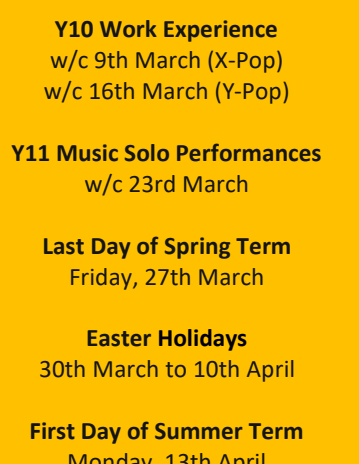 Y10 Work Experience
w/c 9th March (X-Pop)
w/c 16th March (Y-Pop)
Y11 Music Solo Performances
w/c 23rd March
Last Day of Spring Term
Friday, 27th March
Easter Holidays
30th March to 10th April
First Day of Summer Term
Monday, 13th April